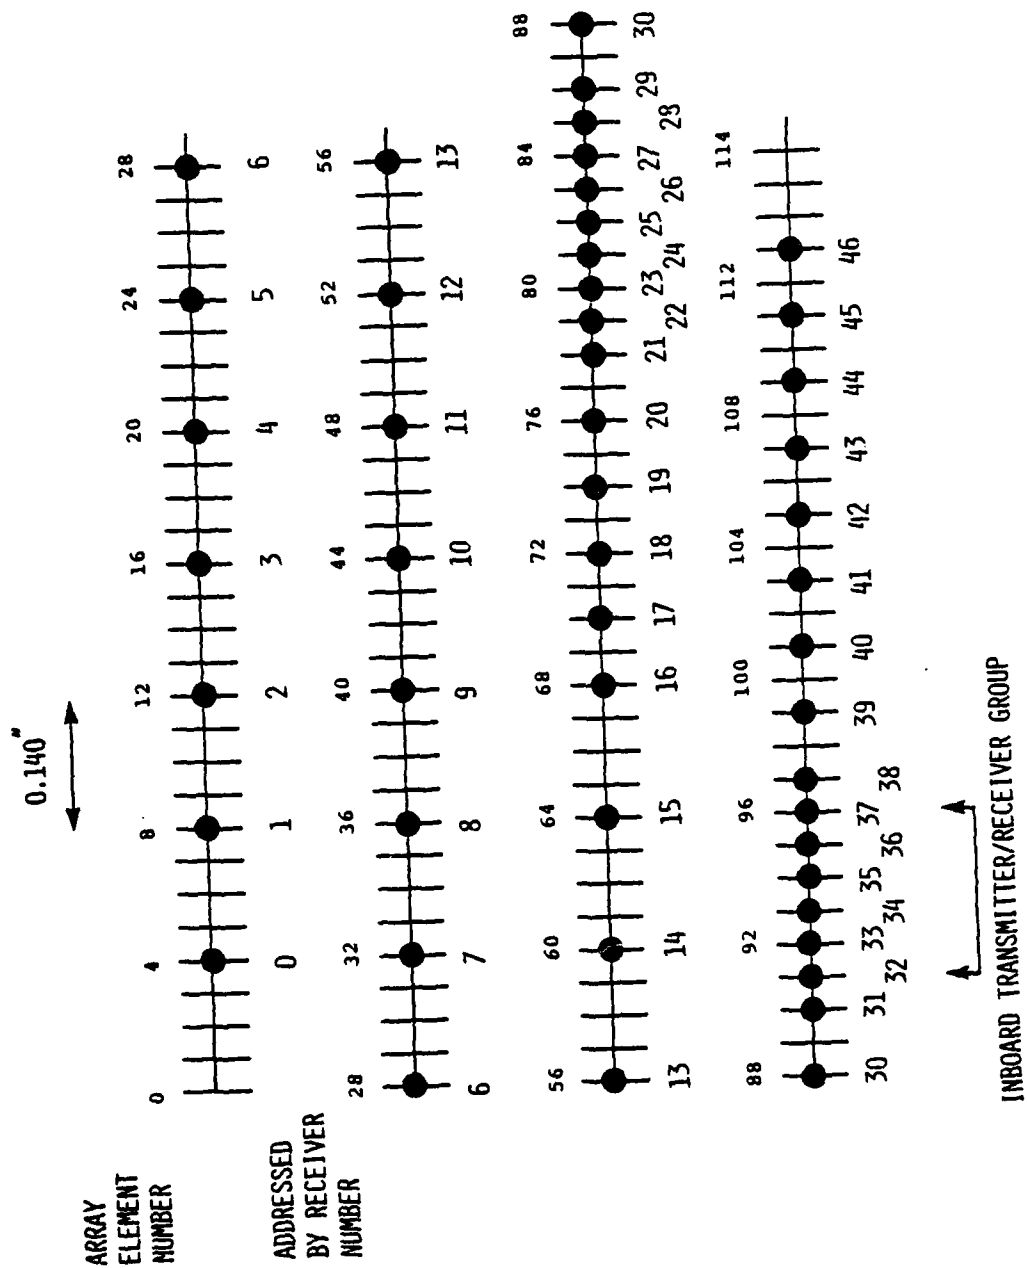 0.140"
ARRAY
ELEMENT
NUMBER
0 4 8 12 16 20 24 28
ADDRESSED
BY RECEIVER
NUMBER
0 1 2 3 4 5 6
28 32 36 40 44 48 52 56
6 7 8 9 10 11 12 13
56 60 64 68 72 76 80 84 88
13 14 15 16 17 18 19 20 21 22 23 24 25 26 27 28 29 30
88 92 96 100 104 108 112 114
30 31 32 33 34 35 36 37 38 39 40 41 42 43 44 45 46
INBOARD TRANSMITTER/RECEIVER GROUP